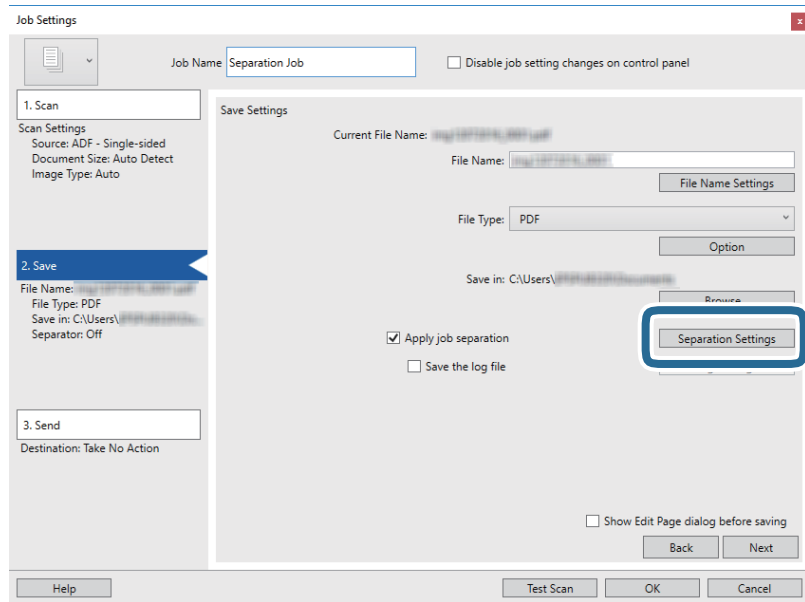 Job Settings
x
Job Name Separation Job
Disable job setting changes on control panel
1. Scan
Scan Settings
Source: ADF - Single-sided
Document Size: Auto Detect
Image Type: Auto
2. Save
File Name:
File Type: PDF
Save in: C:\Users\
Separator: Off
3. Send
Destination: Take No Action
Save Settings
Current File Name:
File Name:
File Name Settings
File Type: PDF
Option
Save in: C:\Users\
Browse
Apply job separation
Separation Settings
Save the log file
Show Edit Page dialog before saving
Back
Next
Help
Test Scan
OK
Cancel